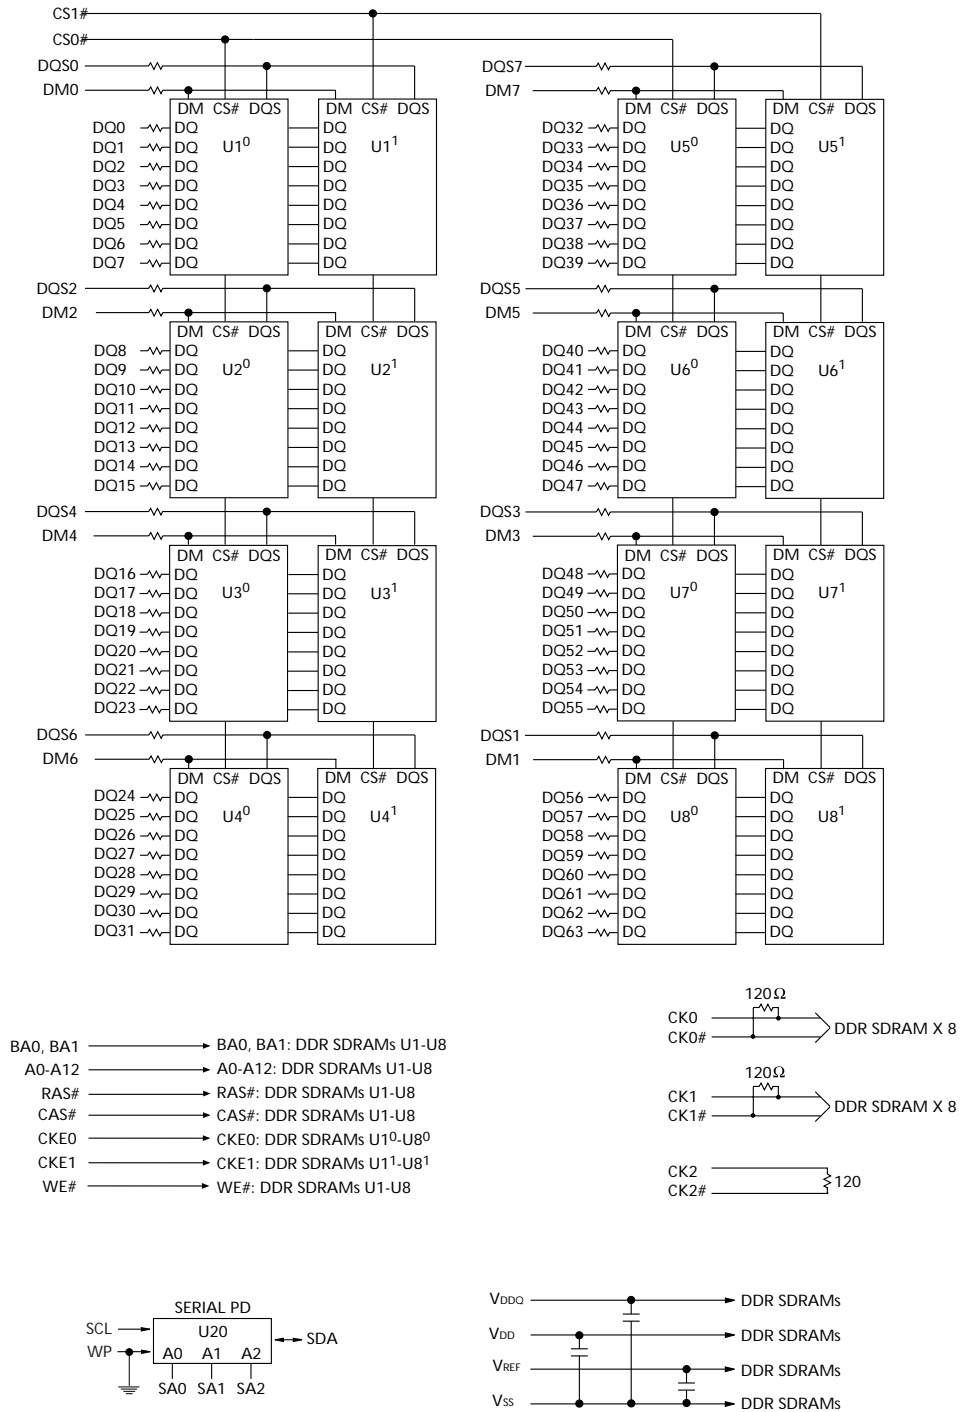 CS1#
CS0#
DQS0
DM0
DM CS# DQS DM CS# DQS
U1⁰ U1¹
DQ0 DQ DQ
DQ1 DQ DQ
DQ2 DQ DQ
DQ3 DQ DQ
DQ4 DQ DQ
DQ5 DQ DQ
DQ6 DQ DQ
DQ7 DQ DQ
DQS2
DM2
DM CS# DQS DM CS# DQS
U2⁰ U2¹
DQ8 DQ DQ
DQ9 DQ DQ
DQ10 DQ DQ
DQ11 DQ DQ
DQ12 DQ DQ
DQ13 DQ DQ
DQ14 DQ DQ
DQ15 DQ DQ
DQS4
DM4
DM CS# DQS DM CS# DQS
U3⁰ U3¹
DQ16 DQ DQ
DQ17 DQ DQ
DQ18 DQ DQ
DQ19 DQ DQ
DQ20 DQ DQ
DQ21 DQ DQ
DQ22 DQ DQ
DQ23 DQ DQ
DQS6
DM6
DM CS# DQS DM CS# DQS
U4⁰ U4¹
DQ24 DQ DQ
DQ25 DQ DQ
DQ26 DQ DQ
DQ27 DQ DQ
DQ28 DQ DQ
DQ29 DQ DQ
DQ30 DQ DQ
DQ31 DQ DQ
DQS7
DM7
DM CS# DQS DM CS# DQS
U5⁰ U5¹
DQ32 DQ DQ
DQ33 DQ DQ
DQ34 DQ DQ
DQ35 DQ DQ
DQ36 DQ DQ
DQ37 DQ DQ
DQ38 DQ DQ
DQ39 DQ DQ
DQS5
DM5
DM CS# DQS DM CS# DQS
U6⁰ U6¹
DQ40 DQ DQ
DQ41 DQ DQ
DQ42 DQ DQ
DQ43 DQ DQ
DQ44 DQ DQ
DQ45 DQ DQ
DQ46 DQ DQ
DQ47 DQ DQ
DQS3
DM3
DM CS# DQS DM CS# DQS
U7⁰ U7¹
DQ48 DQ DQ
DQ49 DQ DQ
DQ50 DQ DQ
DQ51 DQ DQ
DQ52 DQ DQ
DQ53 DQ DQ
DQ54 DQ DQ
DQ55 DQ DQ
DQS1
DM1
DM CS# DQS DM CS# DQS
U8⁰ U8¹
DQ56 DQ DQ
DQ57 DQ DQ
DQ58 DQ DQ
DQ59 DQ DQ
DQ60 DQ DQ
DQ61 DQ DQ
DQ62 DQ DQ
DQ63 DQ DQ
BA0, BA1 BA0, BA1: DDR SDRAMs U1-U8
A0-A12 A0-A12: DDR SDRAMs U1-U8
RAS# RAS#: DDR SDRAMs U1-U8
CAS# CAS#: DDR SDRAMs U1-U8
CKE0 CKE0: DDR SDRAMs U1⁰-U8⁰
CKE1 CKE1: DDR SDRAMs U1¹-U8¹
WE# WE#: DDR SDRAMs U1-U8
120Ω
CK0
CK0#
DDR SDRAM X 8
120Ω
CK1
CK1#
DDR SDRAM X 8
CK2
CK2#
120
SERIAL PD
SCL U20 SDA
WP A0 A1 A2
SA0 SA1 SA2
VDDQ DDR SDRAMs
VDD DDR SDRAMs
VREF DDR SDRAMs
VSS DDR SDRAMs